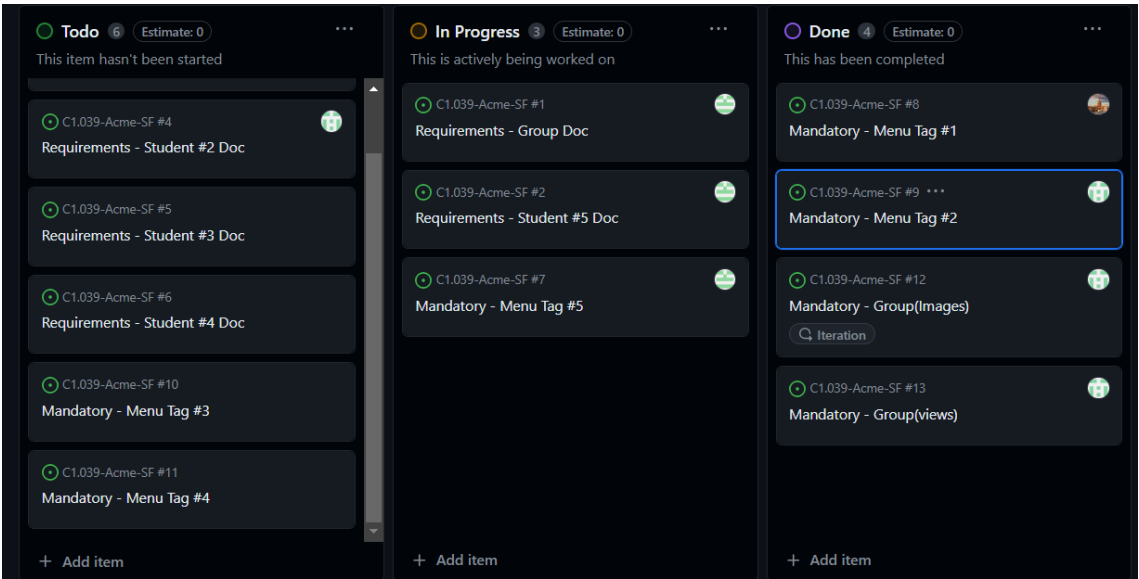 Todo 6 Estimate: 0
This item hasn't been started
C1.039-Acme-SF #4
Requirements - Student #2 Doc
C1.039-Acme-SF #5
Requirements - Student #3 Doc
C1.039-Acme-SF #6
Requirements - Student #4 Doc
C1.039-Acme-SF #10
Mandatory - Menu Tag #3
C1.039-Acme-SF #11
Mandatory - Menu Tag #4
+ Add item
In Progress 3 Estimate: 0
This is actively being worked on
C1.039-Acme-SF #1
Requirements - Group Doc
C1.039-Acme-SF #2
Requirements - Student #5 Doc
C1.039-Acme-SF #7
Mandatory - Menu Tag #5
+ Add item
Done 4 Estimate: 0
This has been completed
C1.039-Acme-SF #8
Mandatory - Menu Tag #1
C1.039-Acme-SF #9
Mandatory - Menu Tag #2
C1.039-Acme-SF #12
Mandatory - Group(Images)
Iteration
C1.039-Acme-SF #13
Mandatory - Group(views)
+ Add item